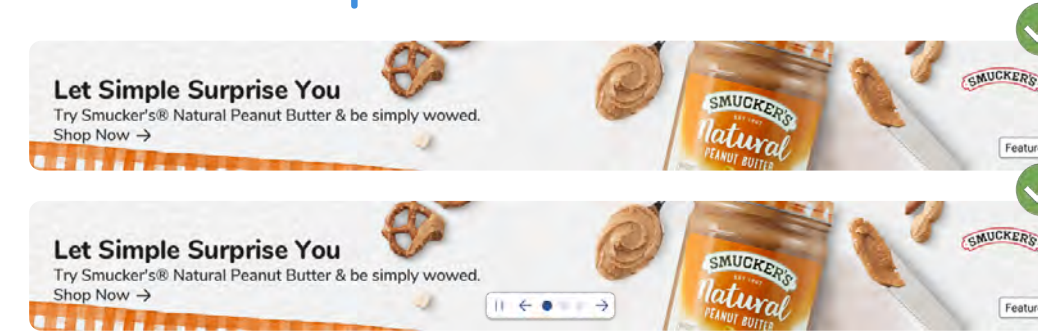 Let Simple Surprise You
Try Smucker's® Natural Peanut Butter & be simply wowed.
Shop Now →
SMUCKER'S
Natural
PEANUT BUTTER
SMUCKER'S
Let Simple Surprise You
Try Smucker's® Natural Peanut Butter & be simply wowed.
Shop Now →
SMUCKER'S
Natural
PEANUT BUTTER
SMUCKER'S